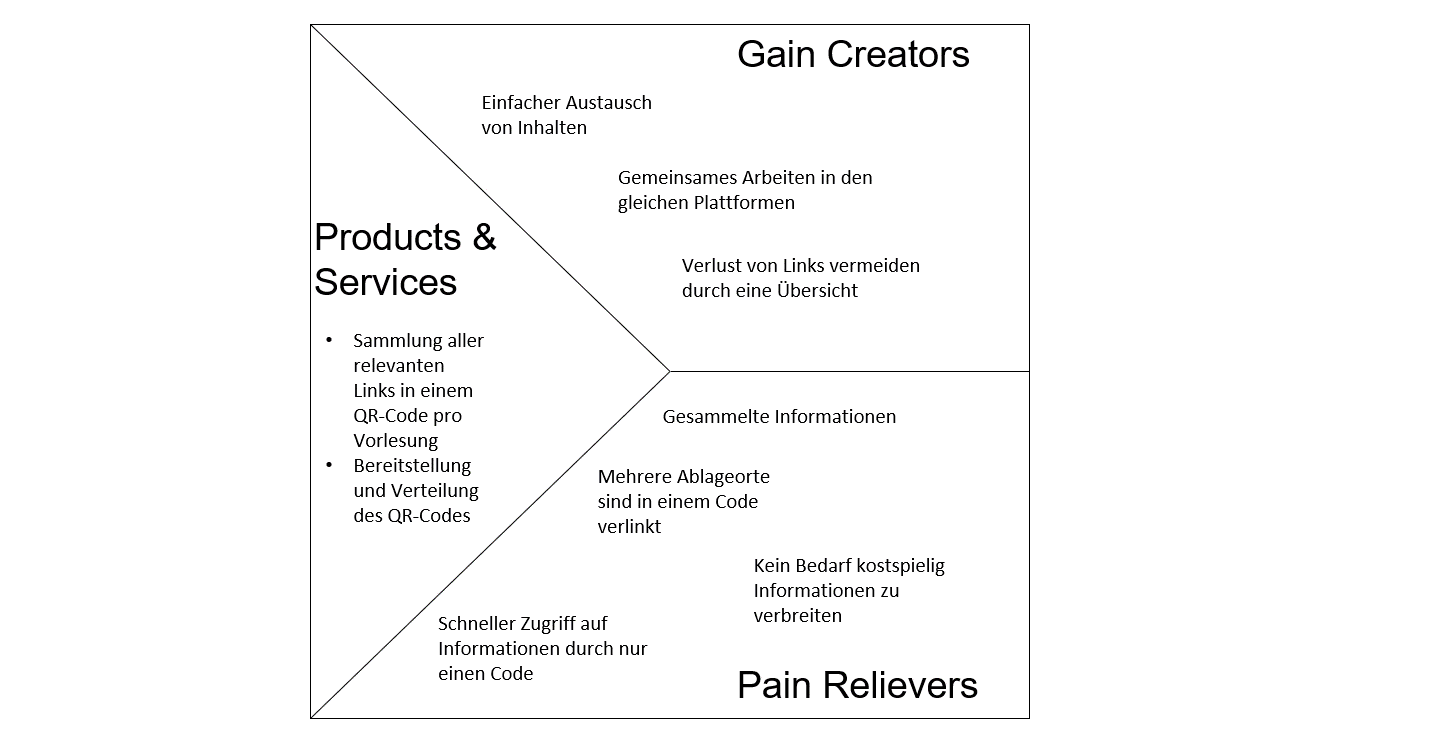 Gain Creators
Einfacher Austausch
von Inhalten
Gemeinsames Arbeiten in den
gleichen Plattformen
Verlust von Links vermeiden
durch eine Übersicht
Products &
Services
• Sammlung aller
relevanten
Links in einem
QR-Code pro
Vorlesung
• Bereitstellung
und Verteilung
des QR-Codes
Gesammelte Informationen
Mehrere Ablageorte
sind in einem Code
verlinkt
Kein Bedarf kostspielig
Informationen zu
verbreiten
Schneller Zugriff auf
Informationen durch nur
einen Code
Pain Relievers